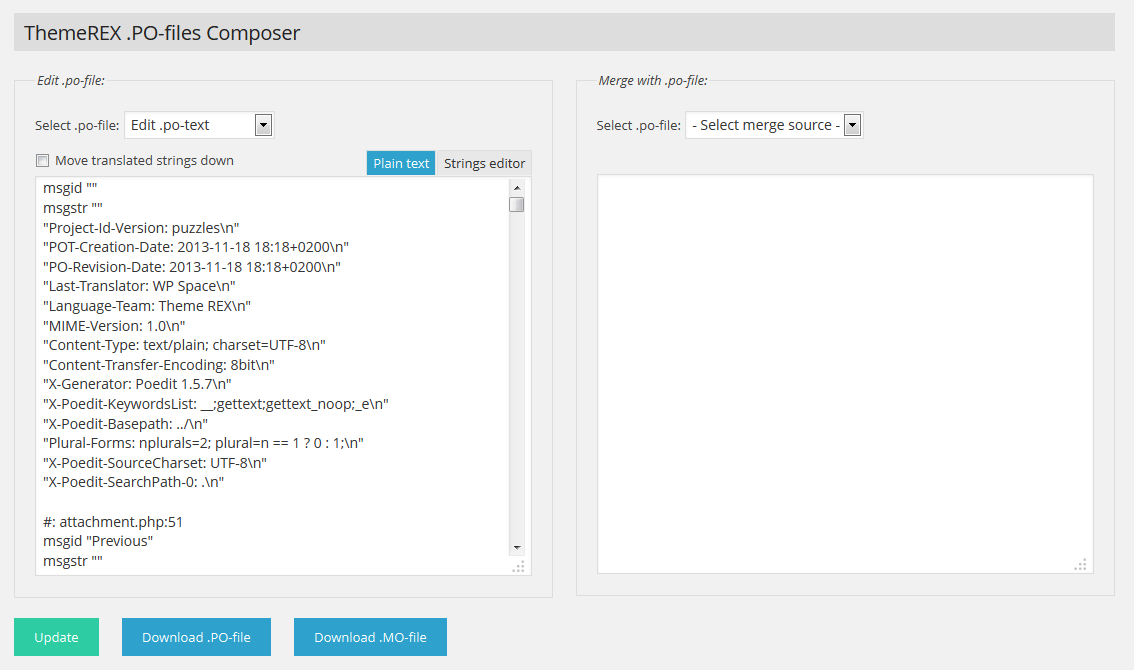 ThemeREX .PO-files Composer
Edit .po-file:
Select .po-file: Edit .po-text
Move translated strings down
Plain text Strings editor
msgid ""
msgstr ""
"Project-Id-Version: puzzles\n"
"POT-Creation-Date: 2013-11-18 18:18+0200\n"
"PO-Revision-Date: 2013-11-18 18:18+0200\n"
"Last-Translator: WP Space\n"
"Language-Team: Theme REX\n"
"MIME-Version: 1.0\n"
"Content-Type: text/plain; charset=UTF-8\n"
"Content-Transfer-Encoding: 8bit\n"
"X-Generator: Poedit 1.5.7\n"
"X-Poedit-KeywordsList: __;gettext;gettext_noop;_e\n"
"X-Poedit-Basepath: ../\n"
"Plural-Forms: nplurals=2; plural=n == 1 ? 0 : 1;\n"
"X-Poedit-SourceCharset: UTF-8\n"
"X-Poedit-SearchPath-0: .\n"
#: attachment.php:51
msgid "Previous"
msgstr ""
Merge with .po-file:
Select .po-file: - Select merge source -
Update
Download .PO-file
Download .MO-file